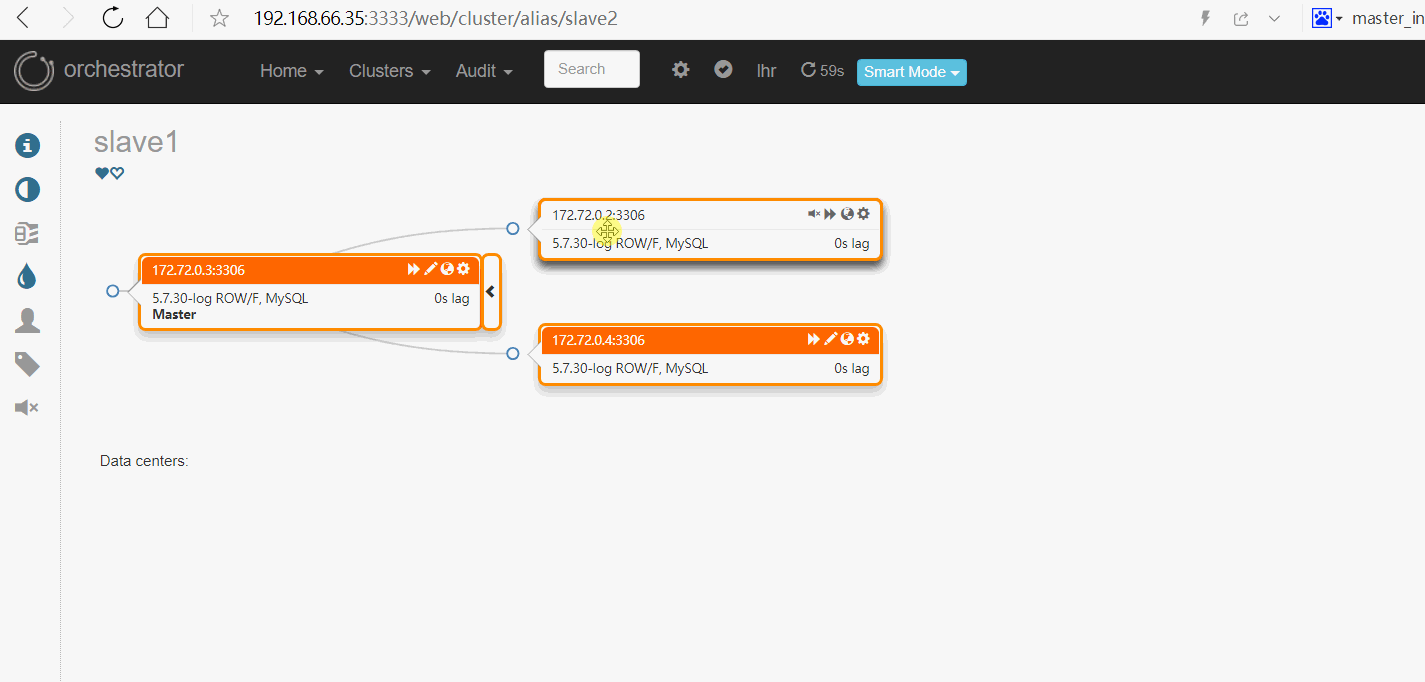 192.168.66.35:3333/web/cluster/alias/slave2
master_in
orchestrator Home Clusters Audit Search lhr 59s Smart Mode
slave1
172.72.0.2:3306
5.7.30-log ROW/F, MySQL 0s lag
172.72.0.3:3306
5.7.30-log ROW/F, MySQL 0s lag
Master
172.72.0.4:3306
5.7.30-log ROW/F, MySQL 0s lag
Data centers: